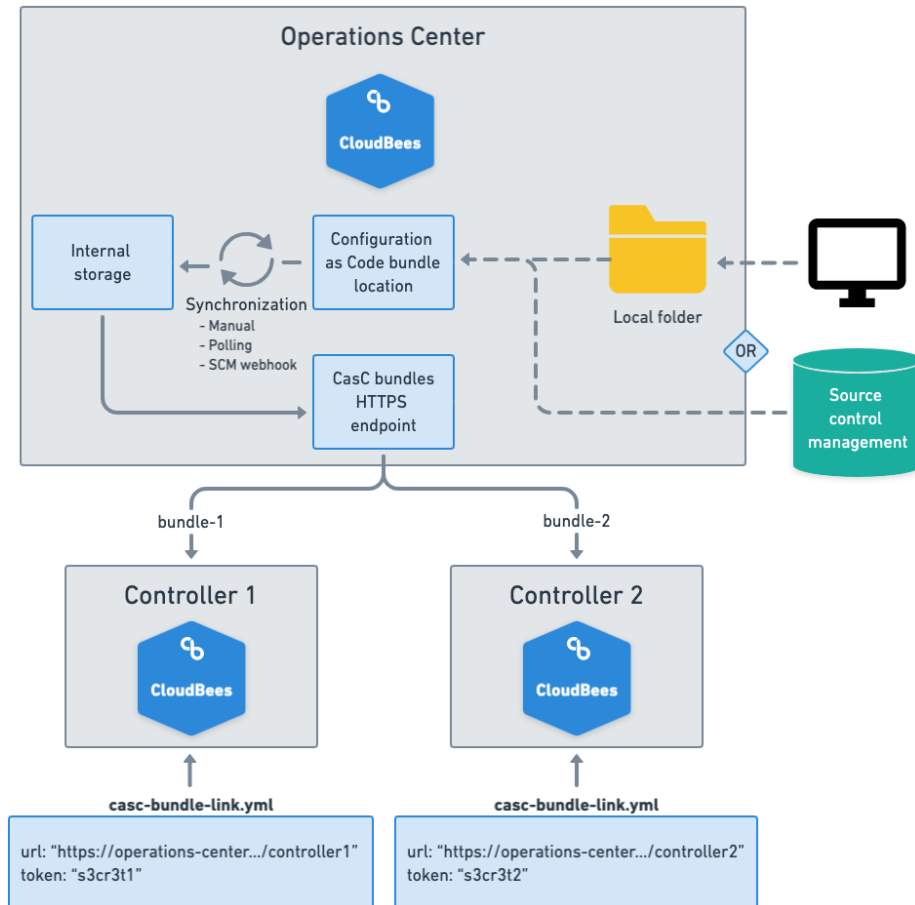 Operations Center
CloudBees
Internal
storage
Synchronization
- Manual
- Polling
- SCM webhook
Configuration
as Code bundle
location
Local folder
OR
Source
control
management
CasC bundles
HTTPS
endpoint
bundle-1
bundle-2
Controller 1
CloudBees
Controller 2
CloudBees
casc-bundle-link.yml
url: “https://operations-center.../controller1”
token: “s3cr3t1”
casc-bundle-link.yml
url: “https://operations-center.../controller2”
token: “s3cr3t2”